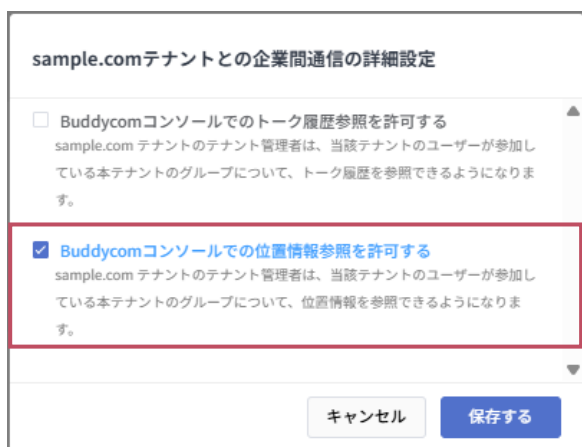 sample.comテナントとの企業間通信の詳細設定
Buddycomコンソールでのトーク履歴参照を許可する
sample.com テナントのテナント管理者は、当該テナントのユーザーが参加し
ている本テナントのグループについて、トーク履歴を参照できるようになりま
す。
Buddycomコンソールでの位置情報参照を許可する
sample.com テナントのテナント管理者は、当該テナントのユーザーが参加し
ている本テナントのグループについて、位置情報を参照できるようになりま
す。
キャンセル
保存する